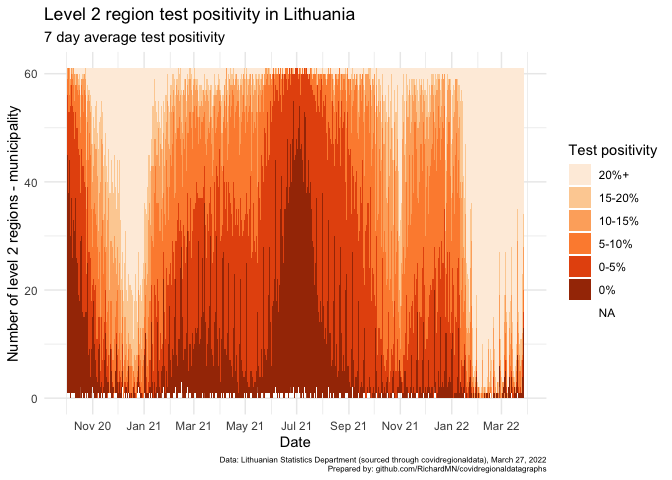 Level 2 region test positivity in Lithuania
7 day average test positivity
Number of level 2 regions - municipality
60
40
20
0
Nov 20
Jan 21
Mar 21
May 21
Jul 21
Sep 21
Nov 21
Jan 22
Mar 22
Date
Test positivity
20%+
15-20%
10-15%
5-10%
0-5%
0%
NA
Data: Lithuanian Statistics Department (sourced through covidregionaldata), March 27, 2022
Prepared by: github.com/RichardMN/covidregionaldatagraphs